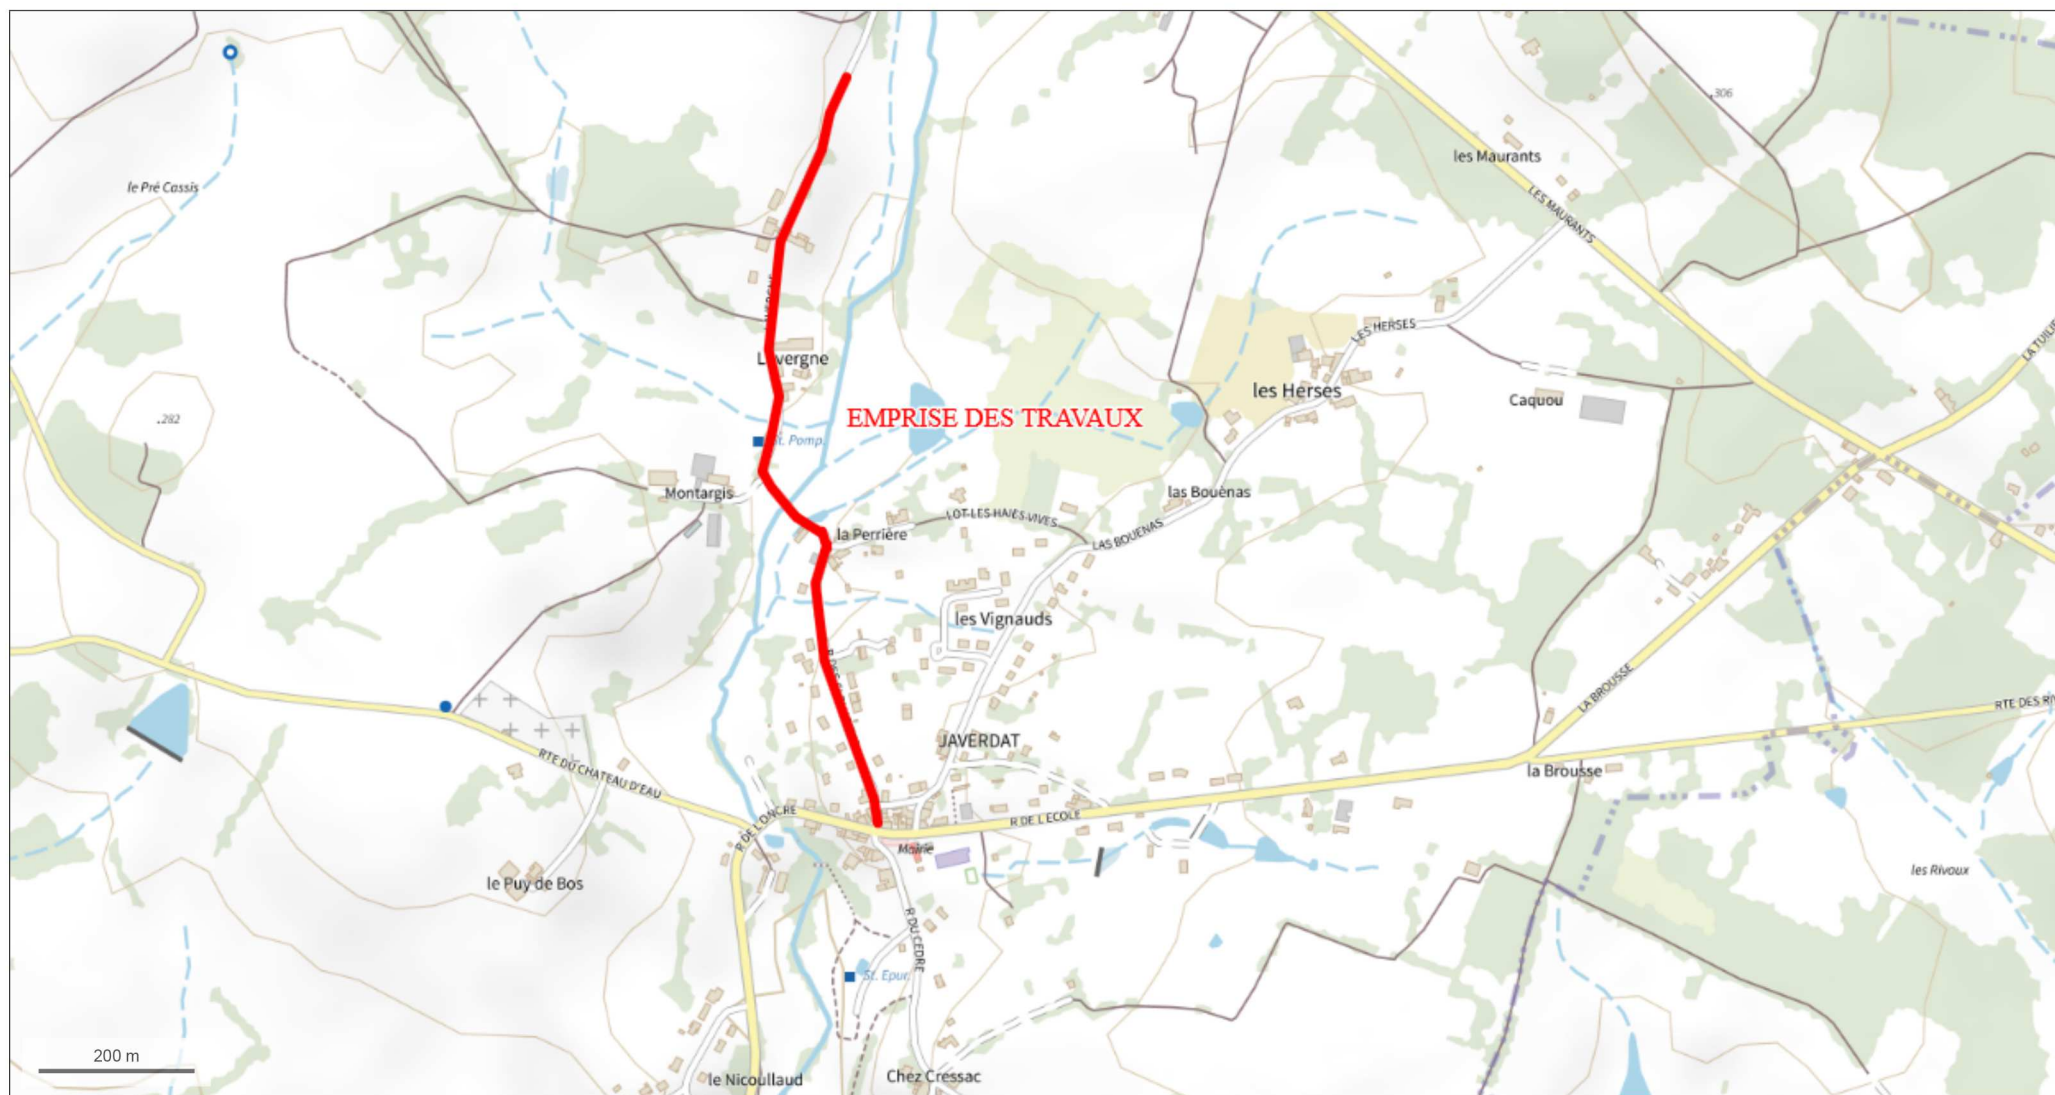 .306
les Maurants
le Pré Cassis
LES MAURANTS
LES HERSES
LA TUILIE
Lavergne
les Herses
Caquou
.282
EMPRISE DES TRAVAUX
St. Pomp.
Montargis
las Bouènas
LOT LES HAIES VIVES
la Perrière
LAS BOUENAS
les Vignauds
LA BROUSSE
RTE DES RIV
JAVERDAT
la Brousse
RTE DU CHATEAU D'EAU
R DE L'ONCRE
R DE L ECOLE
Mairie
les Rivaux
le Puy de Bos
R DU CEDRE
St. Epur.
200 m
le Nicoullaud
Chez Cressac